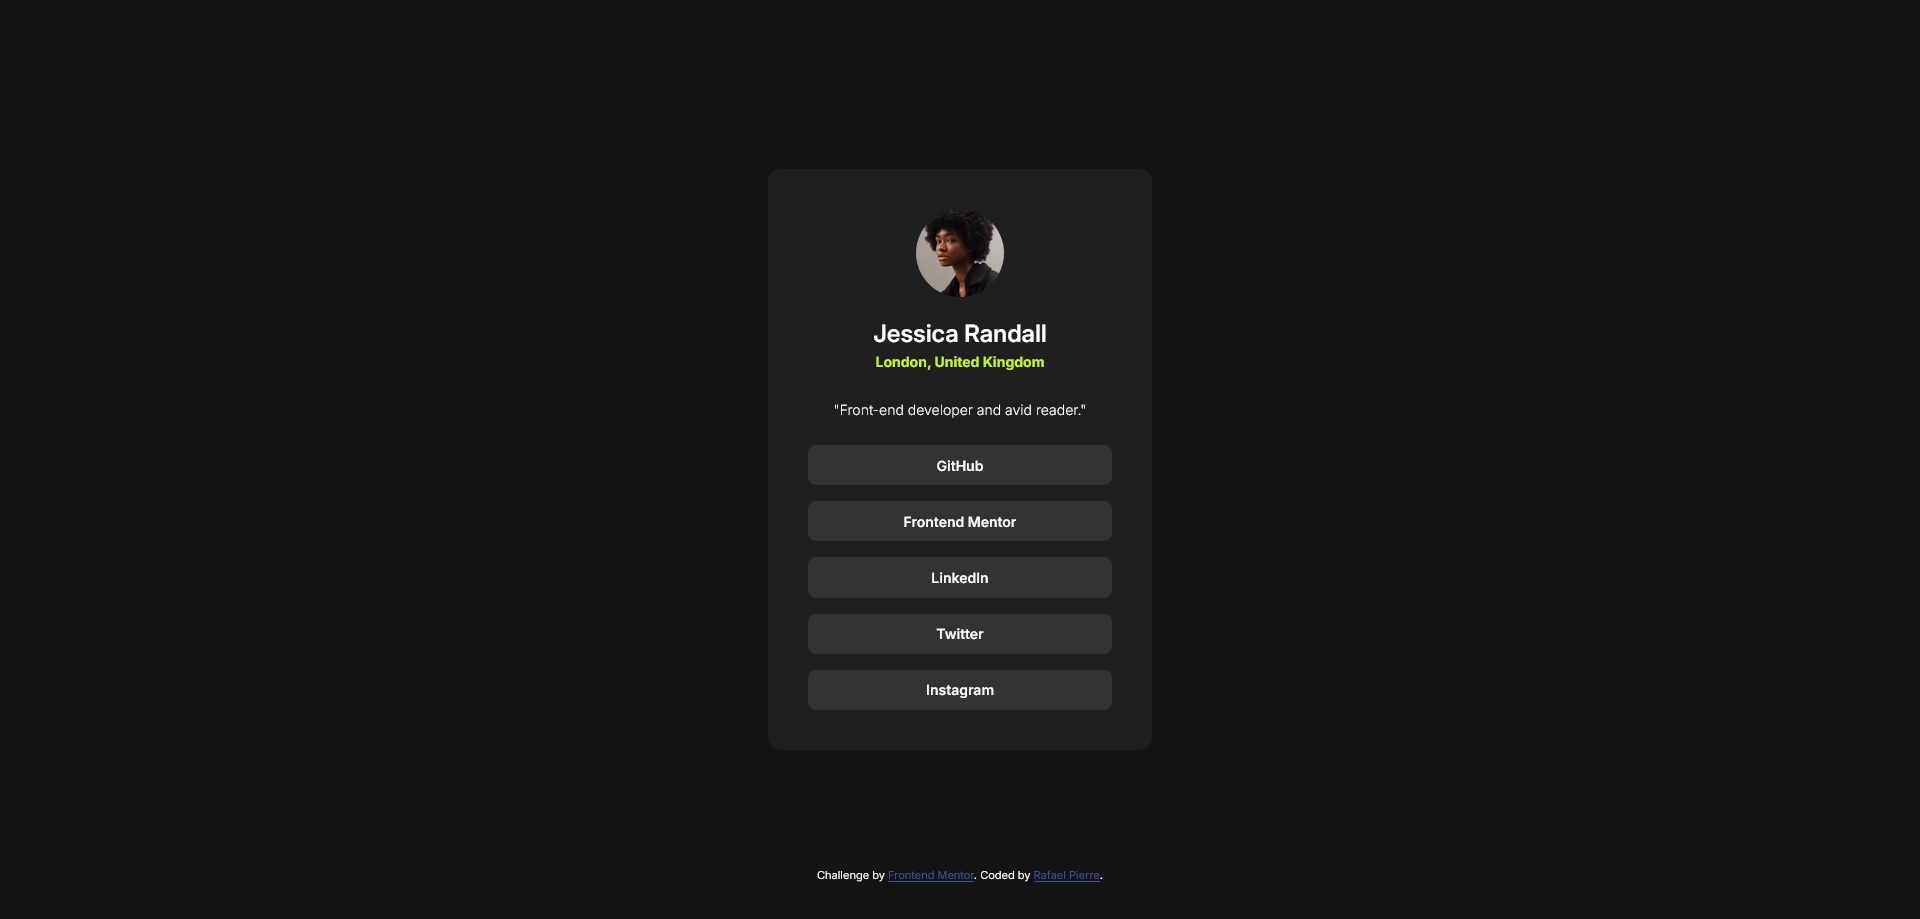 Jessica Randall
London, United Kingdom
"Front-end developer and avid reader."
GitHub
Frontend Mentor
LinkedIn
Twitter
Instagram
Challenge by Frontend Mentor. Coded by Rafael Pierre.